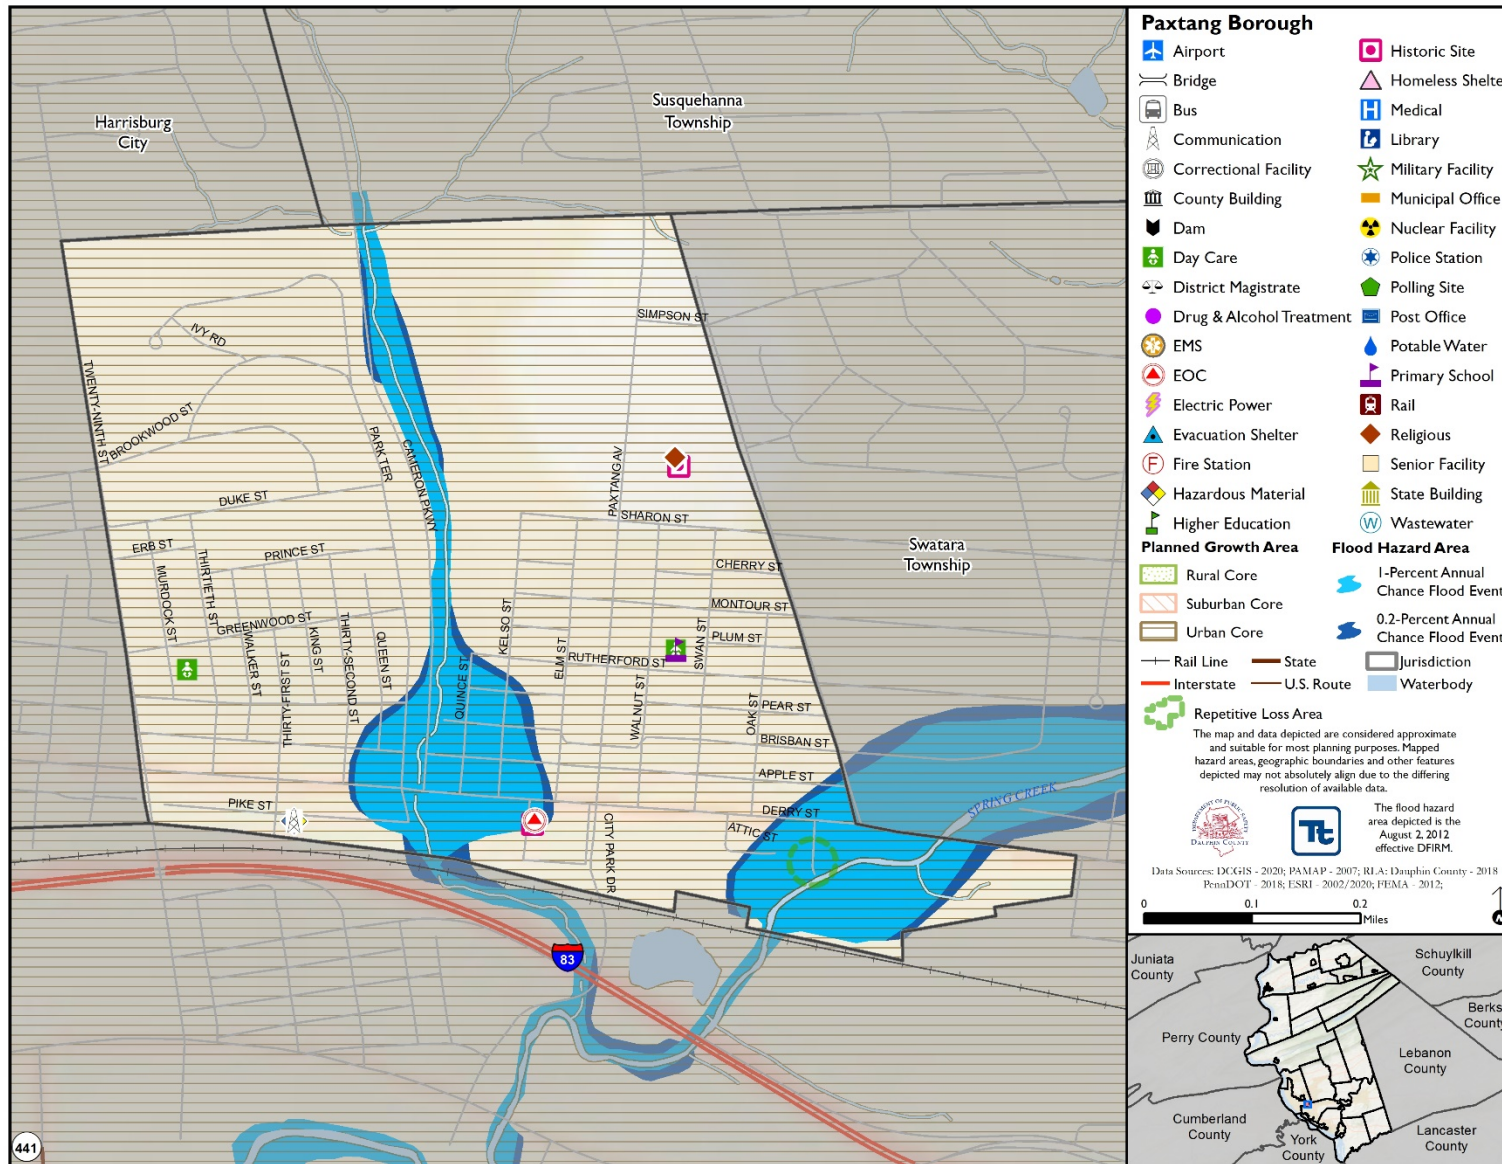 Harrisburg
City
Susquehanna
Township
Swatara
Township
SIMPSON ST
IVY RD
TWENTY-NINTH ST
BROOKWOOD ST
PARK TER
CAMERON PKWY
PAXTANG AV
DUKE ST
SHARON ST
ERB ST
PRINCE ST
CHERRY ST
MURDOCK ST
THIRTIETH ST
GREENWOOD ST
WALKER ST
THIRTY-FIRST ST
KING ST
THIRTY-SECOND ST
QUEEN ST
QUINCE ST
KELSO ST
ELM ST
RUTHERFORD ST
WALNUT ST
SWAN ST
MONTOUR ST
PLUM ST
OAK ST
PEAR ST
BRISBAN ST
APPLE ST
DERRY ST
ATTIC ST
PIKE ST
CITY PARK DR
SPRING CREEK
83
441
Paxtang Borough
Airport
Bridge
Bus
Communication
Correctional Facility
County Building
Dam
Day Care
District Magistrate
Drug & Alcohol Treatment
EMS
EOC
Electric Power
Evacuation Shelter
F Fire Station
Hazardous Material
Higher Education
Historic Site
Homeless Shelte
H Medical
Library
Military Facility
Municipal Office
Nuclear Facility
Police Station
Polling Site
Post Office
Potable Water
Primary School
Rail
Religious
Senior Facility
State Building
W Wastewater
Planned Growth Area
Rural Core
Suburban Core
Urban Core
Flood Hazard Area
1-Percent Annual
Chance Flood Event
0.2-Percent Annual
Chance Flood Event
Rail Line
State
Jurisdiction
Interstate
U.S. Route
Waterbody
Repetitive Loss Area
The map and data depicted are considered approximate
and suitable for most planning purposes. Mapped
hazard areas, geographic boundaries and other features
depicted may not absolutely align due to the differing
resolution of available data.
DEPARTMENT OF PUBLIC SAFETY
DAUPHIN COUNTY
Tt
The flood hazard
area depicted is the
August 2, 2012
effective DFIRM.
Data Sources: DCGIS - 2020; PAMAP - 2007; RLA: Dauphin County - 2018
PennDOT - 2018; ESRI - 2002/2020; FEMA - 2012;
0 0.1 0.2
Miles
N
Juniata
County
Schuylkill
County
Berks
County
Perry County
Lebanon
County
Cumberland
County
York
County
Lancaster
County